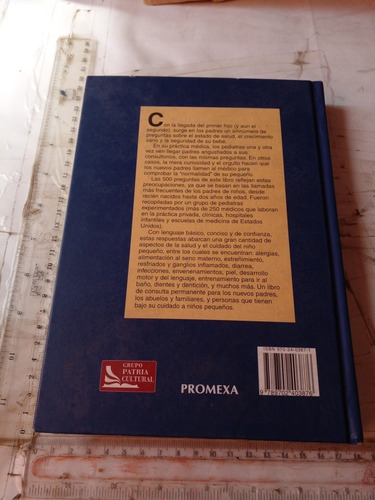 Con la llegada del primer hijo (y aun el
segundo), surge en los padres un sinnúmero de
preguntas sobre el estado de salud, el crecimiento
sano y la seguridad de su bebé.
En su práctica médica, los pediatras una y otra
vez ven llegar padres angustiados a sus
consultorios, con las mismas preguntas. En otros
casos, la mera curiosidad y el orgullo hacen que
los nuevos padres llamen al médico para
comprobar la "normalidad" de su pequeño.
Las 500 preguntas de este libro reflejan estas
preocupaciones, ya que se basan en las llamadas
más frecuentes de los padres de niños, desde
recién nacidos hasta dos años de edad. Fueron
recopiladas por un grupo de pediatras
experimentados (más de 250 médicos que laboran
en la práctica privada, clínicas, hospitales
infantiles y escuelas de medicina de Estados
Unidos).
Con lenguaje básico, conciso y de confianza,
estas respuestas abarcan una gran cantidad de
aspectos de la salud y el cuidado del niño
pequeño, entre los cuales se encuentran: alergias,
alimentación al seno materno, estreñimiento,
resfriados y ganglios inflamados, diarrea,
infecciones, envenenamientos, piel, desarrollo
motor y del lenguaje, entrenamiento para ir al
baño, dientes y dentición, y muchos más. Un libro
de consulta permanente para los nuevos padres,
los abuelos y familiares, y personas que tienen
bajo su cuidado a niños pequeños.
GRUPO
PATRIA
CULTURAL
PROMEXA